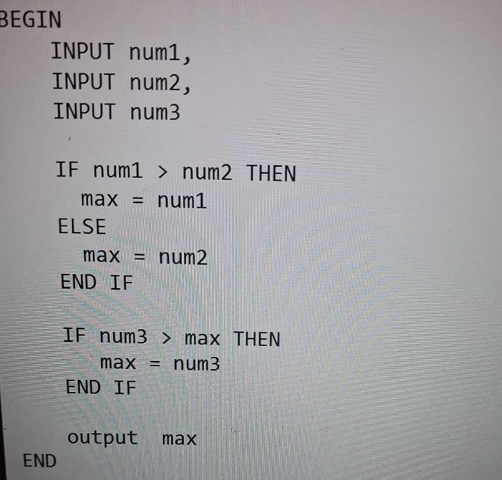 BEGIN
INPUT num1,
INPUT num2,
INPUT num3
IF num1 > num2 THEN
max = num1
ELSE
max = num2
END IF
IF num3 > max THEN
max = num3
END IF
output max
END